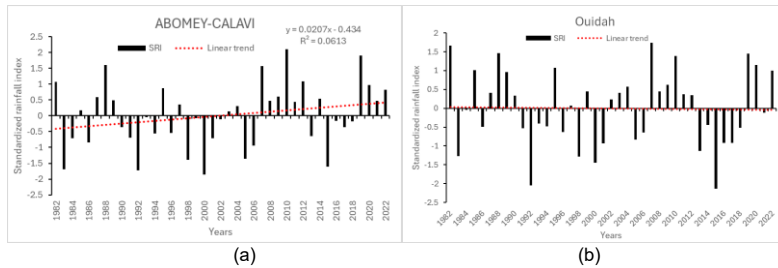 ABOMEY-CALAVI
y = 0.0207x - 0.434
R² = 0.0613
SRI
Linear trend
Standardized rainfall index
2.5
2
1.5
1
0.5
0
-0.5
-1
-1.5
-2
-2.5
1982 1984 1986 1988 1990 1992 1994 1996 1998 2000 2002 2004 2006 2008 2010 2012 2014 2016 2018 2020 2022
Years
(a)
Ouidah
SRI
Linear trend
Standardized rainfall index
2
1.5
1
0.5
0
-0.5
-1
-1.5
-2
-2.5
1982 1984 1986 1988 1990 1992 1994 1996 1998 2000 2002 2004 2006 2008 2010 2012 2014 2016 2018 2020 2022
Years
(b)